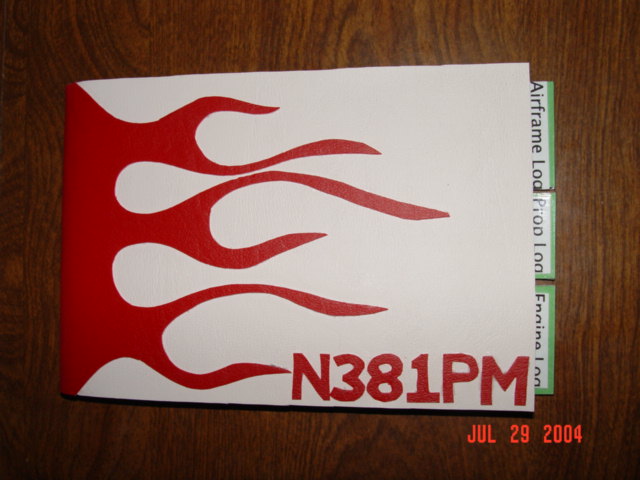 Airframe Log
Prop Log
Engine Log
N381PM
JUL 29 2004